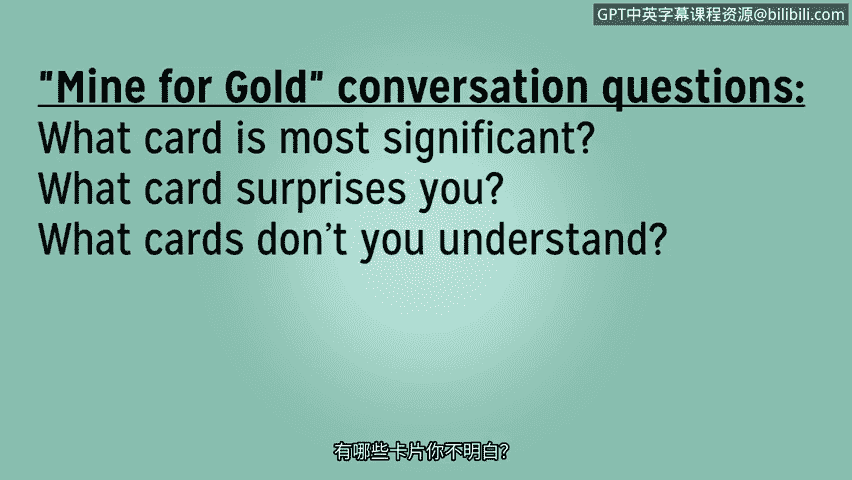 GPT中英字幕课程资源@bilibili.com
"Mine for Gold" conversation questions:
What card is most significant?
What card surprises you?
What cards don't you understand?
有哪些卡片你不明白?